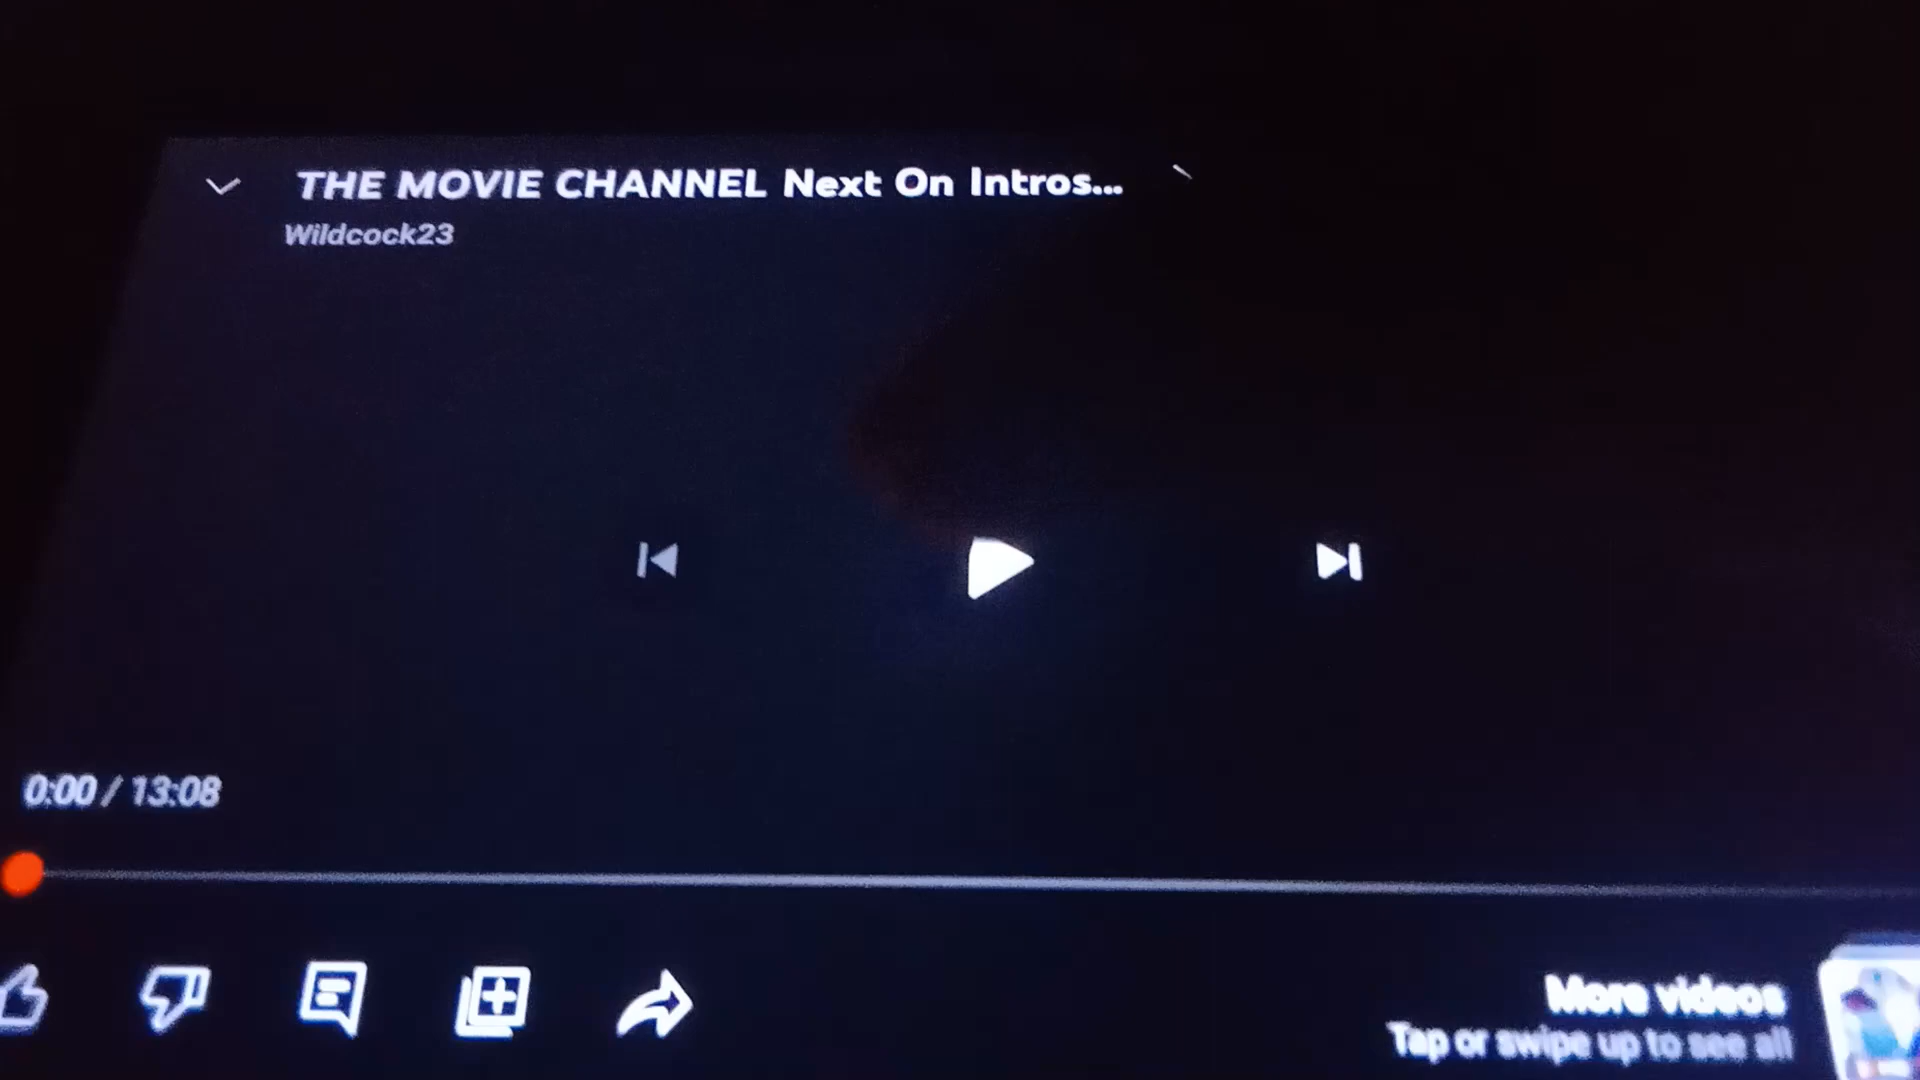 THE MOVIE CHANNEL Next On Intros...
Wildcock23
0:00 / 13:08
More videos
Tap or swipe up to see all